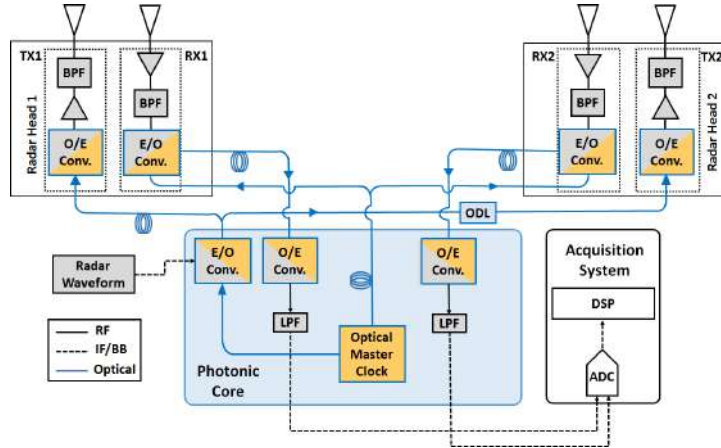 TX1
RX1
RX2
TX2
BPF
BPF
BPF
BPF
Radar Head 1
Radar Head 2
O/E
Conv.
E/O
Conv.
E/O
Conv.
O/E
Conv.
ODL
E/O
Conv.
O/E
Conv.
O/E
Conv.
Radar
Waveform
LPF
LPF
Optical
Master
Clock
Photonic
Core
RF
IF/BB
Optical
Acquisition
System
DSP
ADC